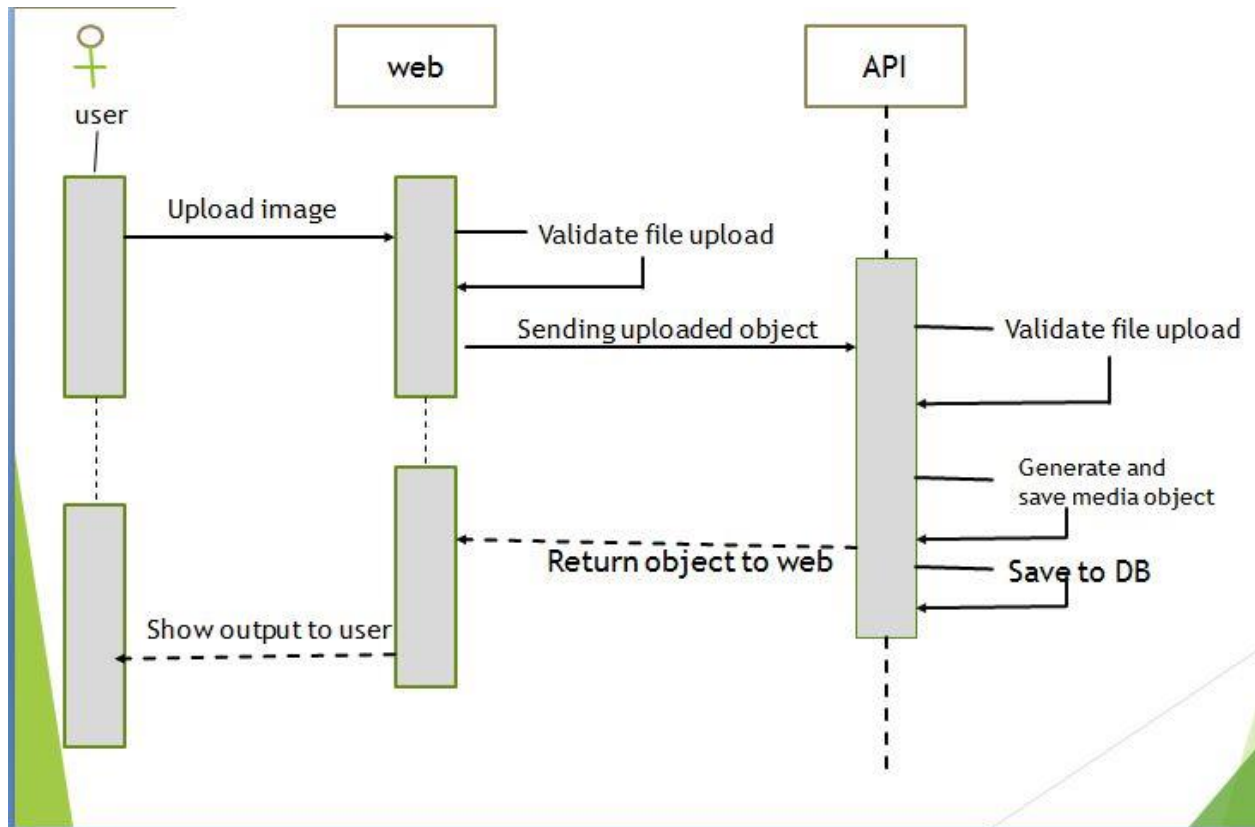 web
API
user
Upload image
Validate file upload
Sending uploaded object
Validate file upload
Generate and
save media object
Return object to web
Save to DB
Show output to user